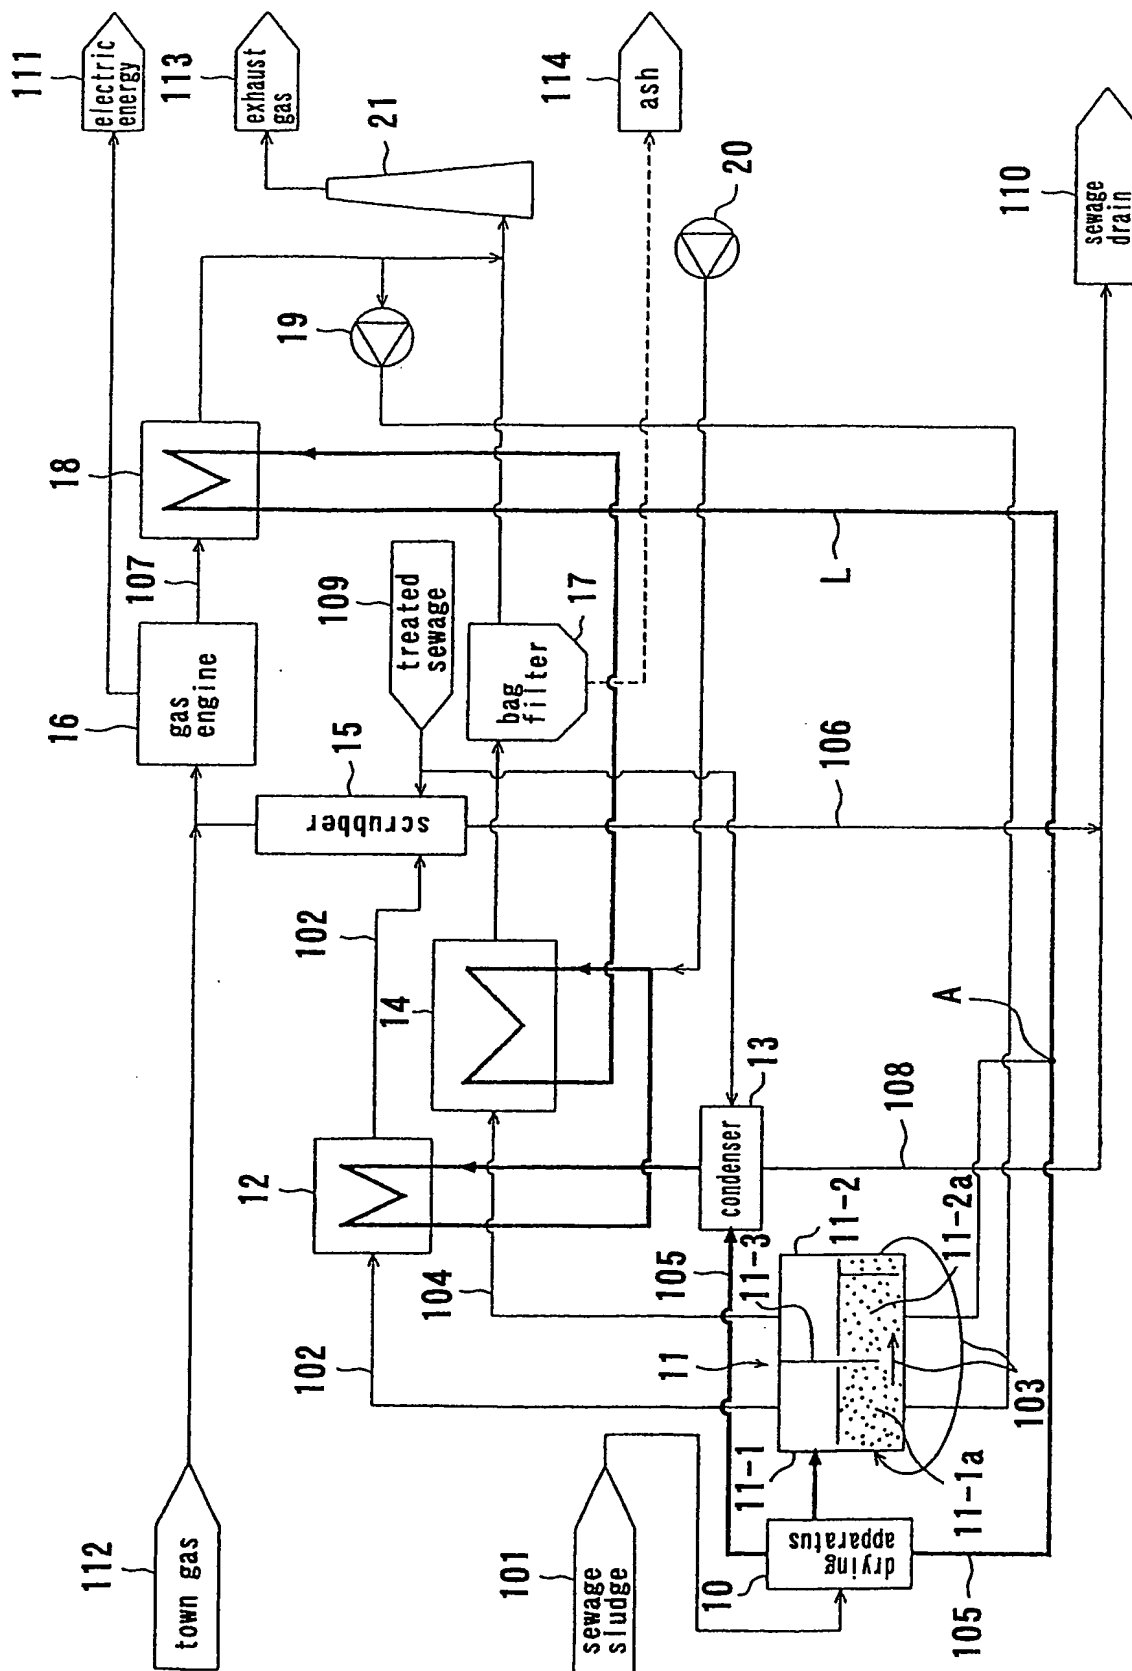 111
electric
energy
113
exhaust
gas
114
ash
110
sewage
drain
21
20
19
18
107
109
treated
sewage
17
bag
filter
L
16
gas
engine
15
scrubber
106
102
14
A
13
condenser
108
12
104
105
11-3
11-2
11-2a
102
11
103
11-1
11-1a
112
town gas
101
sewage
sludge
10
drying
apparatus
105